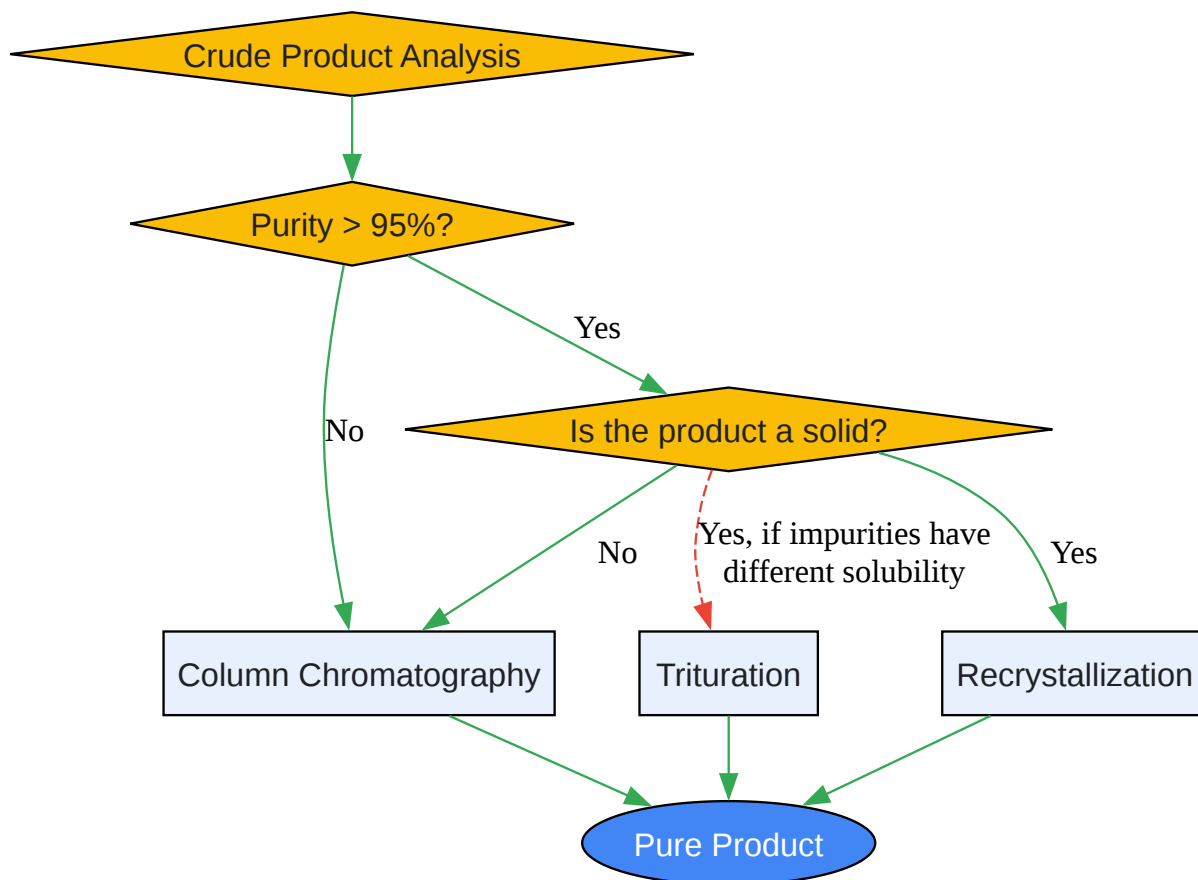 Crude Product Analysis
Purity > 95%?
Yes
No
Is the product a solid?
No
Yes, if impurities have
different solubility
Yes
Column Chromatography
Trituration
Recrystallization
Pure Product